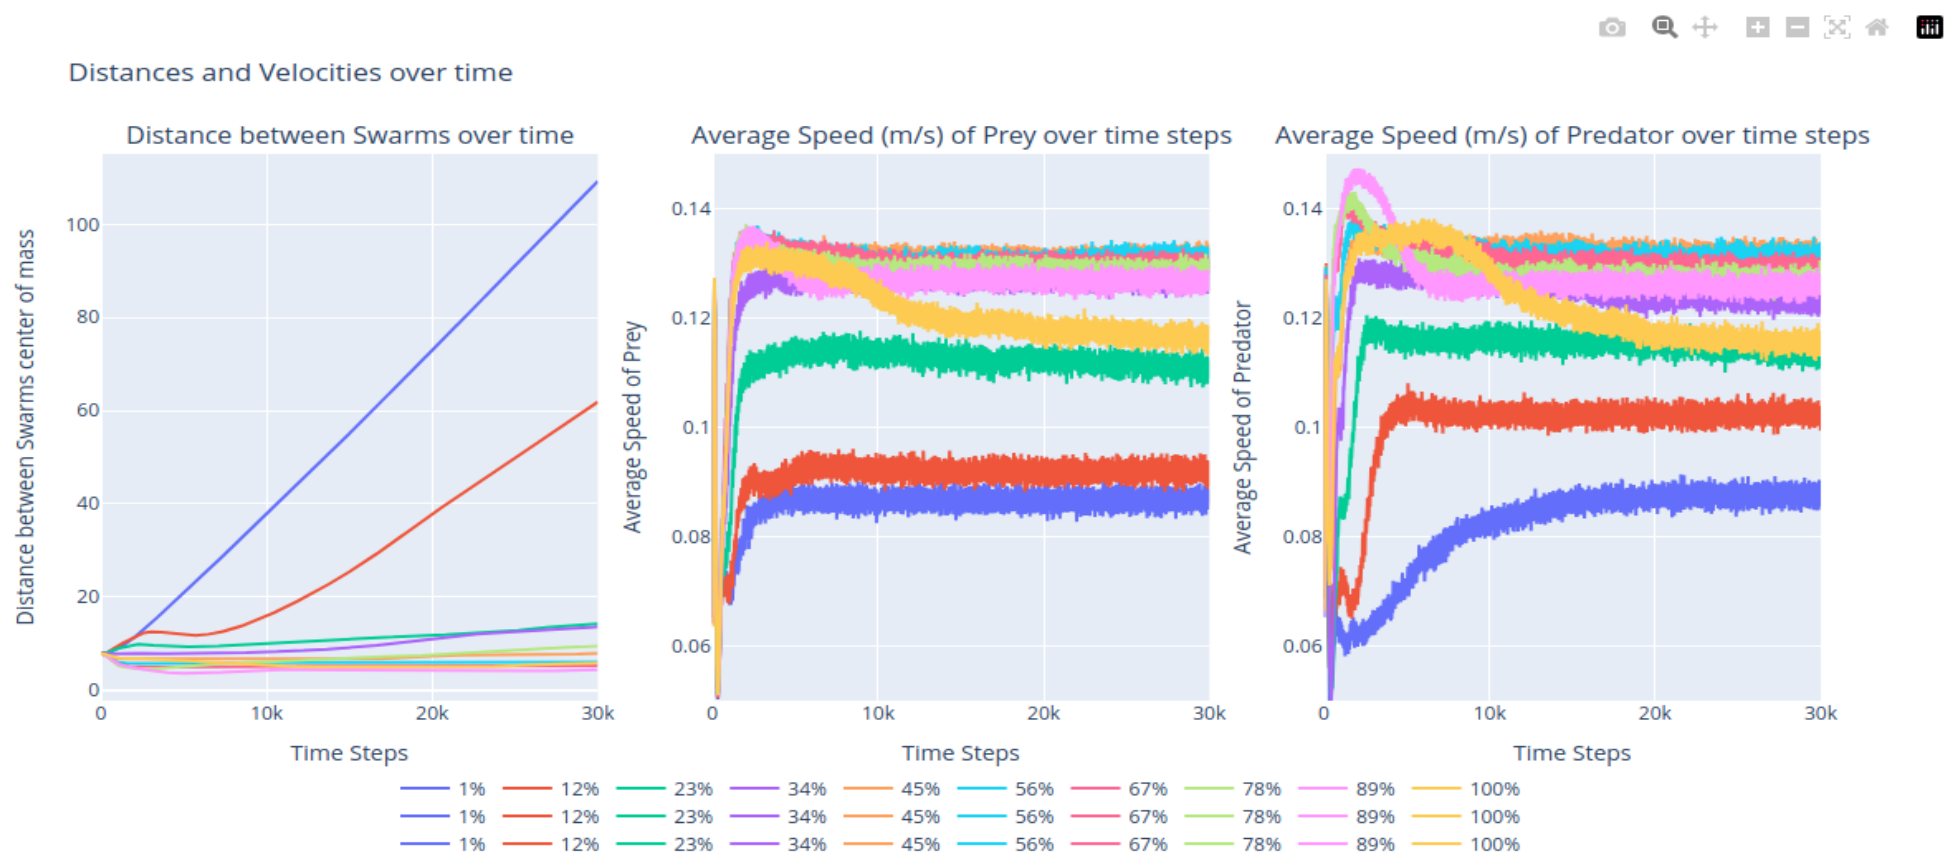 Distances and Velocities over time
Distance between Swarms over time
Average Speed (m/s) of Prey over time steps
Average Speed (m/s) of Predator over time steps
Distance between Swarms center of mass
100
80
60
40
20
0
0 10k 20k 30k
Time Steps
Average Speed of Prey
0.14
0.12
0.1
0.08
0.06
0 10k 20k 30k
Time Steps
Average Speed of Predator
0.14
0.12
0.1
0.08
0.06
0 10k 20k 30k
Time Steps
1% 12% 23% 34% 45% 56% 67% 78% 89% 100%
1% 12% 23% 34% 45% 56% 67% 78% 89% 100%
1% 12% 23% 34% 45% 56% 67% 78% 89% 100%